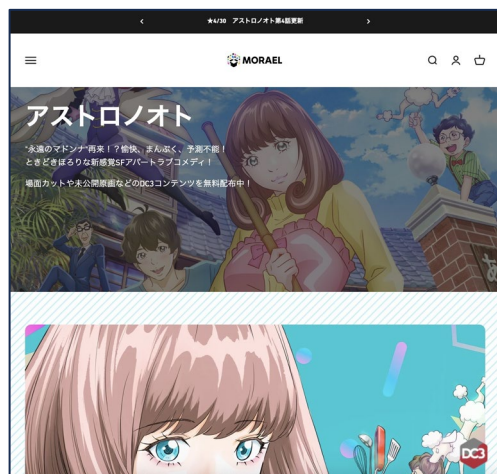 ★4/30 アストロノオト第4話更新
MORAEL
アストロノオト
"永遠のマドンナ"再来！？愉快、まんぷく、予測不能！
ときどきほろりな新感覚SFアパートラブコメディ！
場面カットや未公開原画などのDC3コンテンツを無料配布中！
あ
DC3